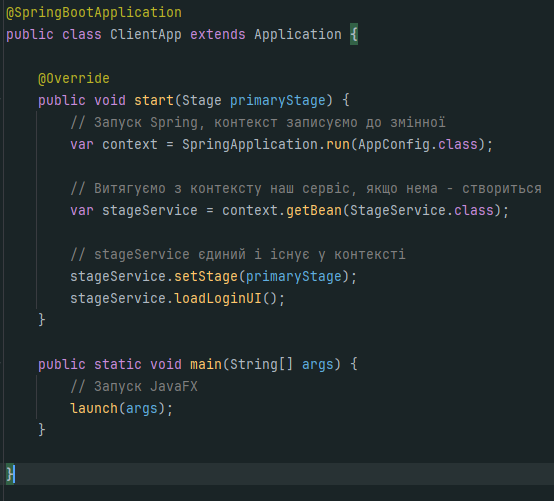 @SpringBootApplication
public class ClientApp extends Application {
@Override
public void start(Stage primaryStage) {
// Запуск Spring, контекст записуємо до змінної
var context = SpringApplication.run(AppConfig.class);
// Витягуємо з контексту наш сервіс, якщо нема - створиться
var stageService = context.getBean(StageService.class);
// stageService єдиний і існує у контексті
stageService.setStage(primaryStage);
stageService.loadLoginUI();
}
public static void main(String[] args) {
// Запуск JavaFX
launch(args);
}
}